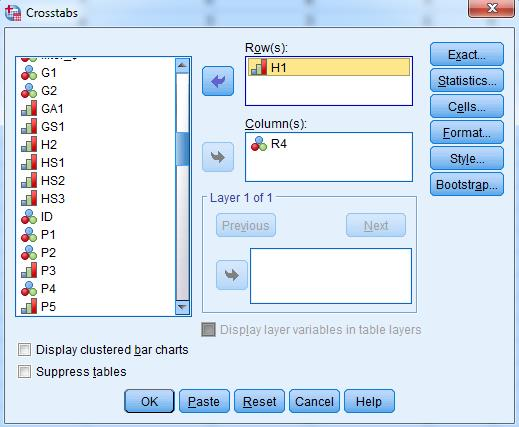 Crosstabs
G1
G2
GA1
GS1
H2
HS1
HS2
HS3
ID
P1
P2
P3
P4
P5
Row(s):
H1
Column(s):
R4
Layer 1 of 1
Previous
Next
Display layer variables in table layers
Exact...
Statistics...
Cells...
Format...
Style...
Bootstrap...
Display clustered bar charts
Suppress tables
OK
Paste
Reset
Cancel
Help